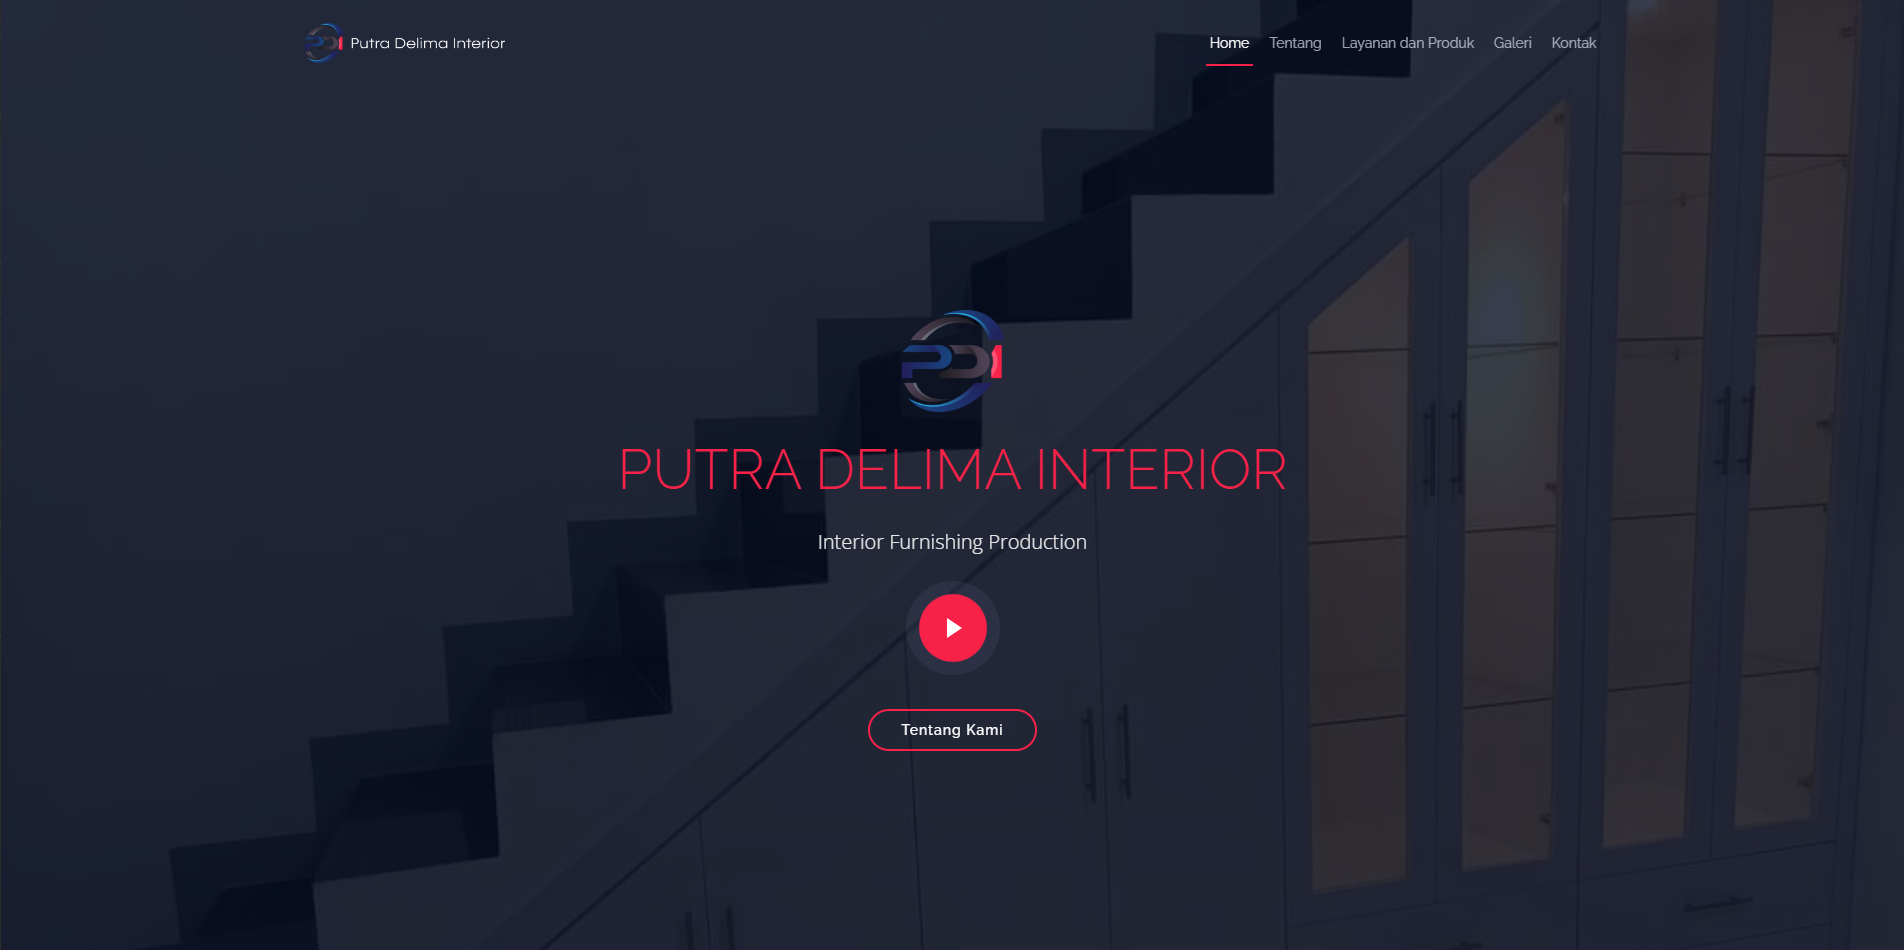 PDI Putra Delima Interior
Home Tentang Layanan dan Produk Galeri Kontak
PDI
PUTRA DELIMA INTERIOR
Interior Furnishing Production
Tentang Kami